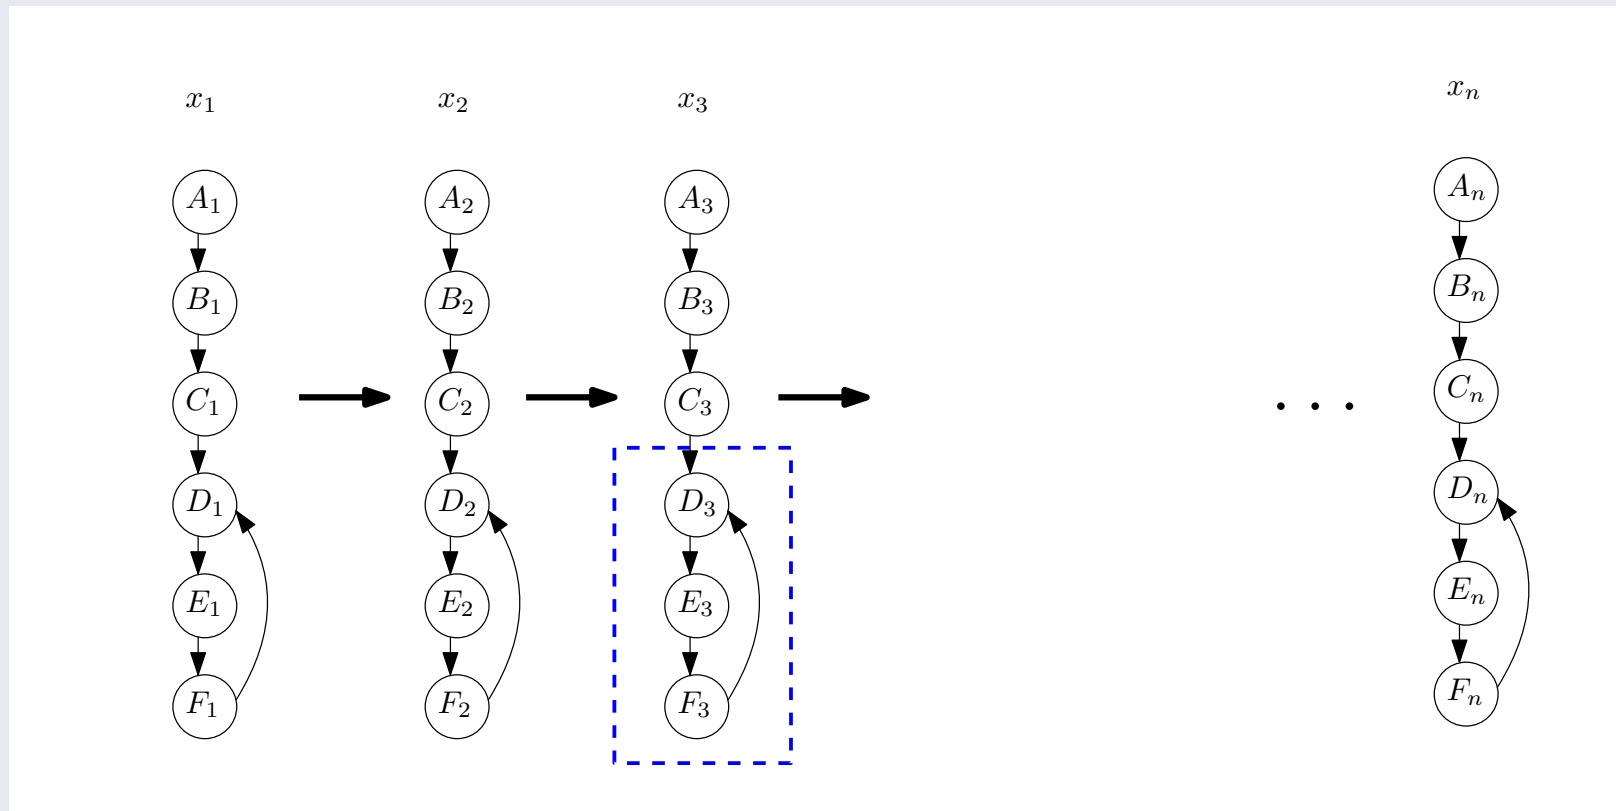 x₁ x₂ x₃ xₙ
A₁ A₂ A₃ Aₙ
B₁ B₂ B₃ Bₙ
C₁ C₂ C₃ . . . Cₙ
D₁ D₂ D₃ Dₙ
E₁ E₂ E₃ Eₙ
F₁ F₂ F₃ Fₙ